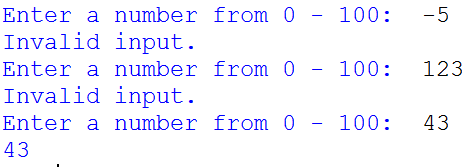 Enter a number from 0 - 100:  -5
Invalid input.
Enter a number from 0 - 100:  123
Invalid input.
Enter a number from 0 - 100:  43
43